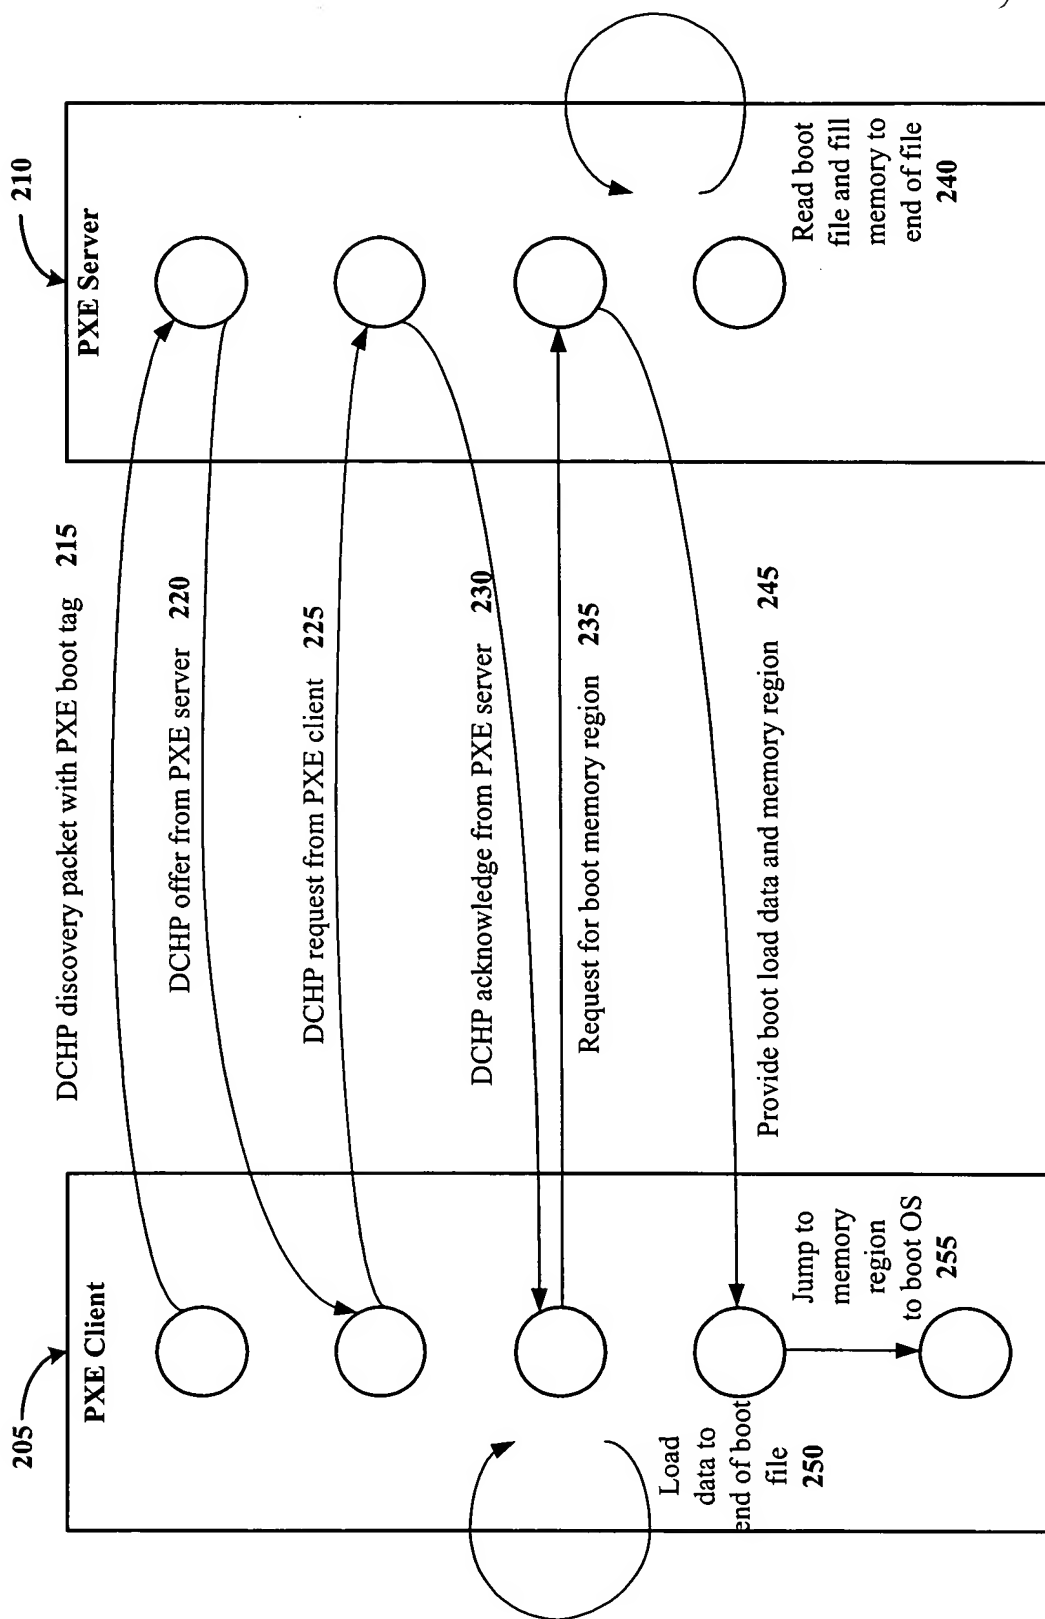 205
PXE Client
210
PXE Server
DCHP discovery packet with PXE boot tag 215
DCHP offer from PXE server 220
DCHP request from PXE client 225
DCHP acknowledge from PXE server 230
Request for boot memory region 235
Provide boot load data and memory region 245
Load
data to
end of boot
file
250
Jump to
memory
region
to boot OS
255
Read boot
file and fill
memory to
end of file
240